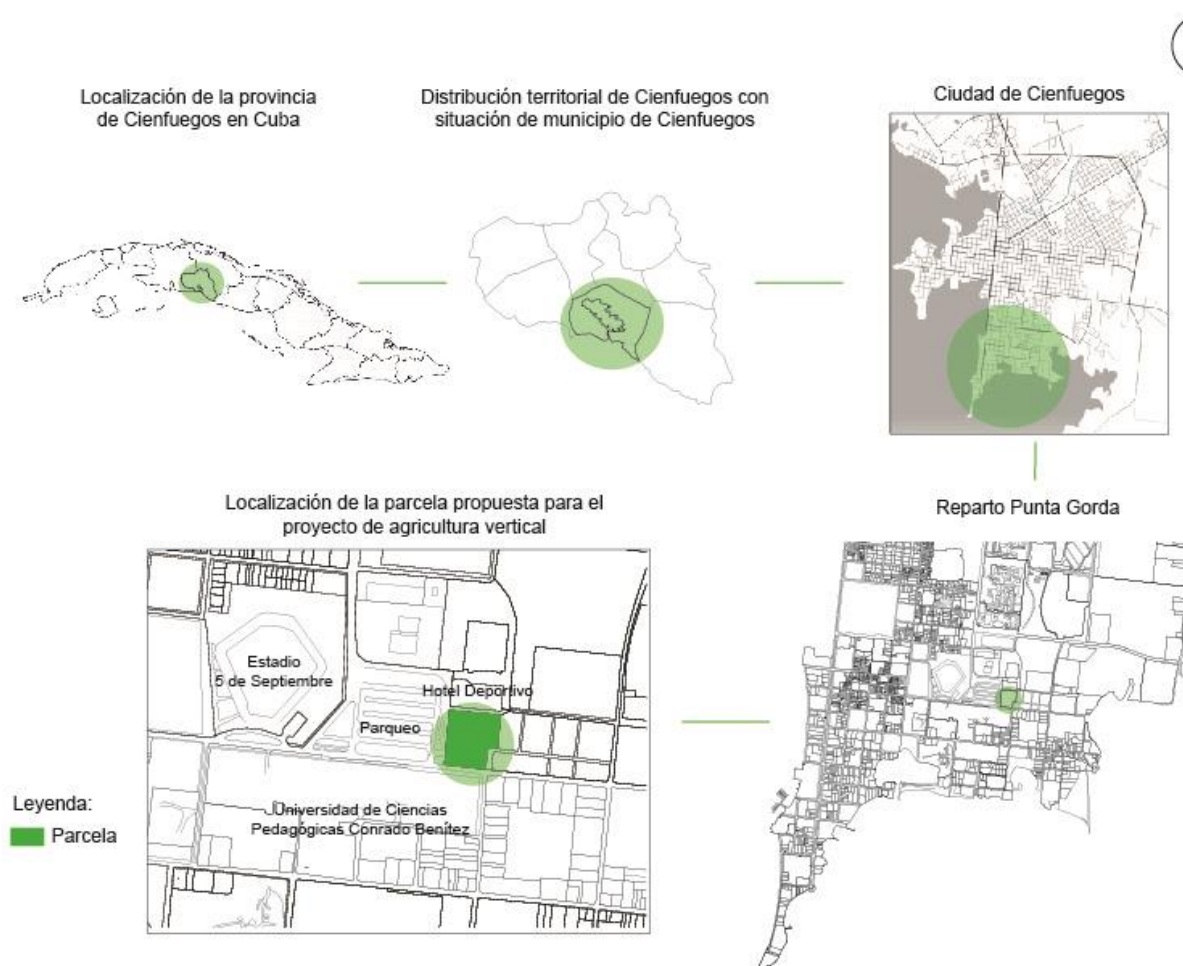 Localización de la provincia
de Cienfuegos en Cuba
Distribución territorial de Cienfuegos con
situación de municipio de Cienfuegos
Ciudad de Cienfuegos
Localización de la parcela propuesta para el
proyecto de agricultura vertical
Reparto Punta Gorda
Estadio
5 de Septiembre
Hotel Deportivo
Parqueo
Universidad de Ciencias
Pedagógicas Conrado Benítez
Leyenda:
Parcela